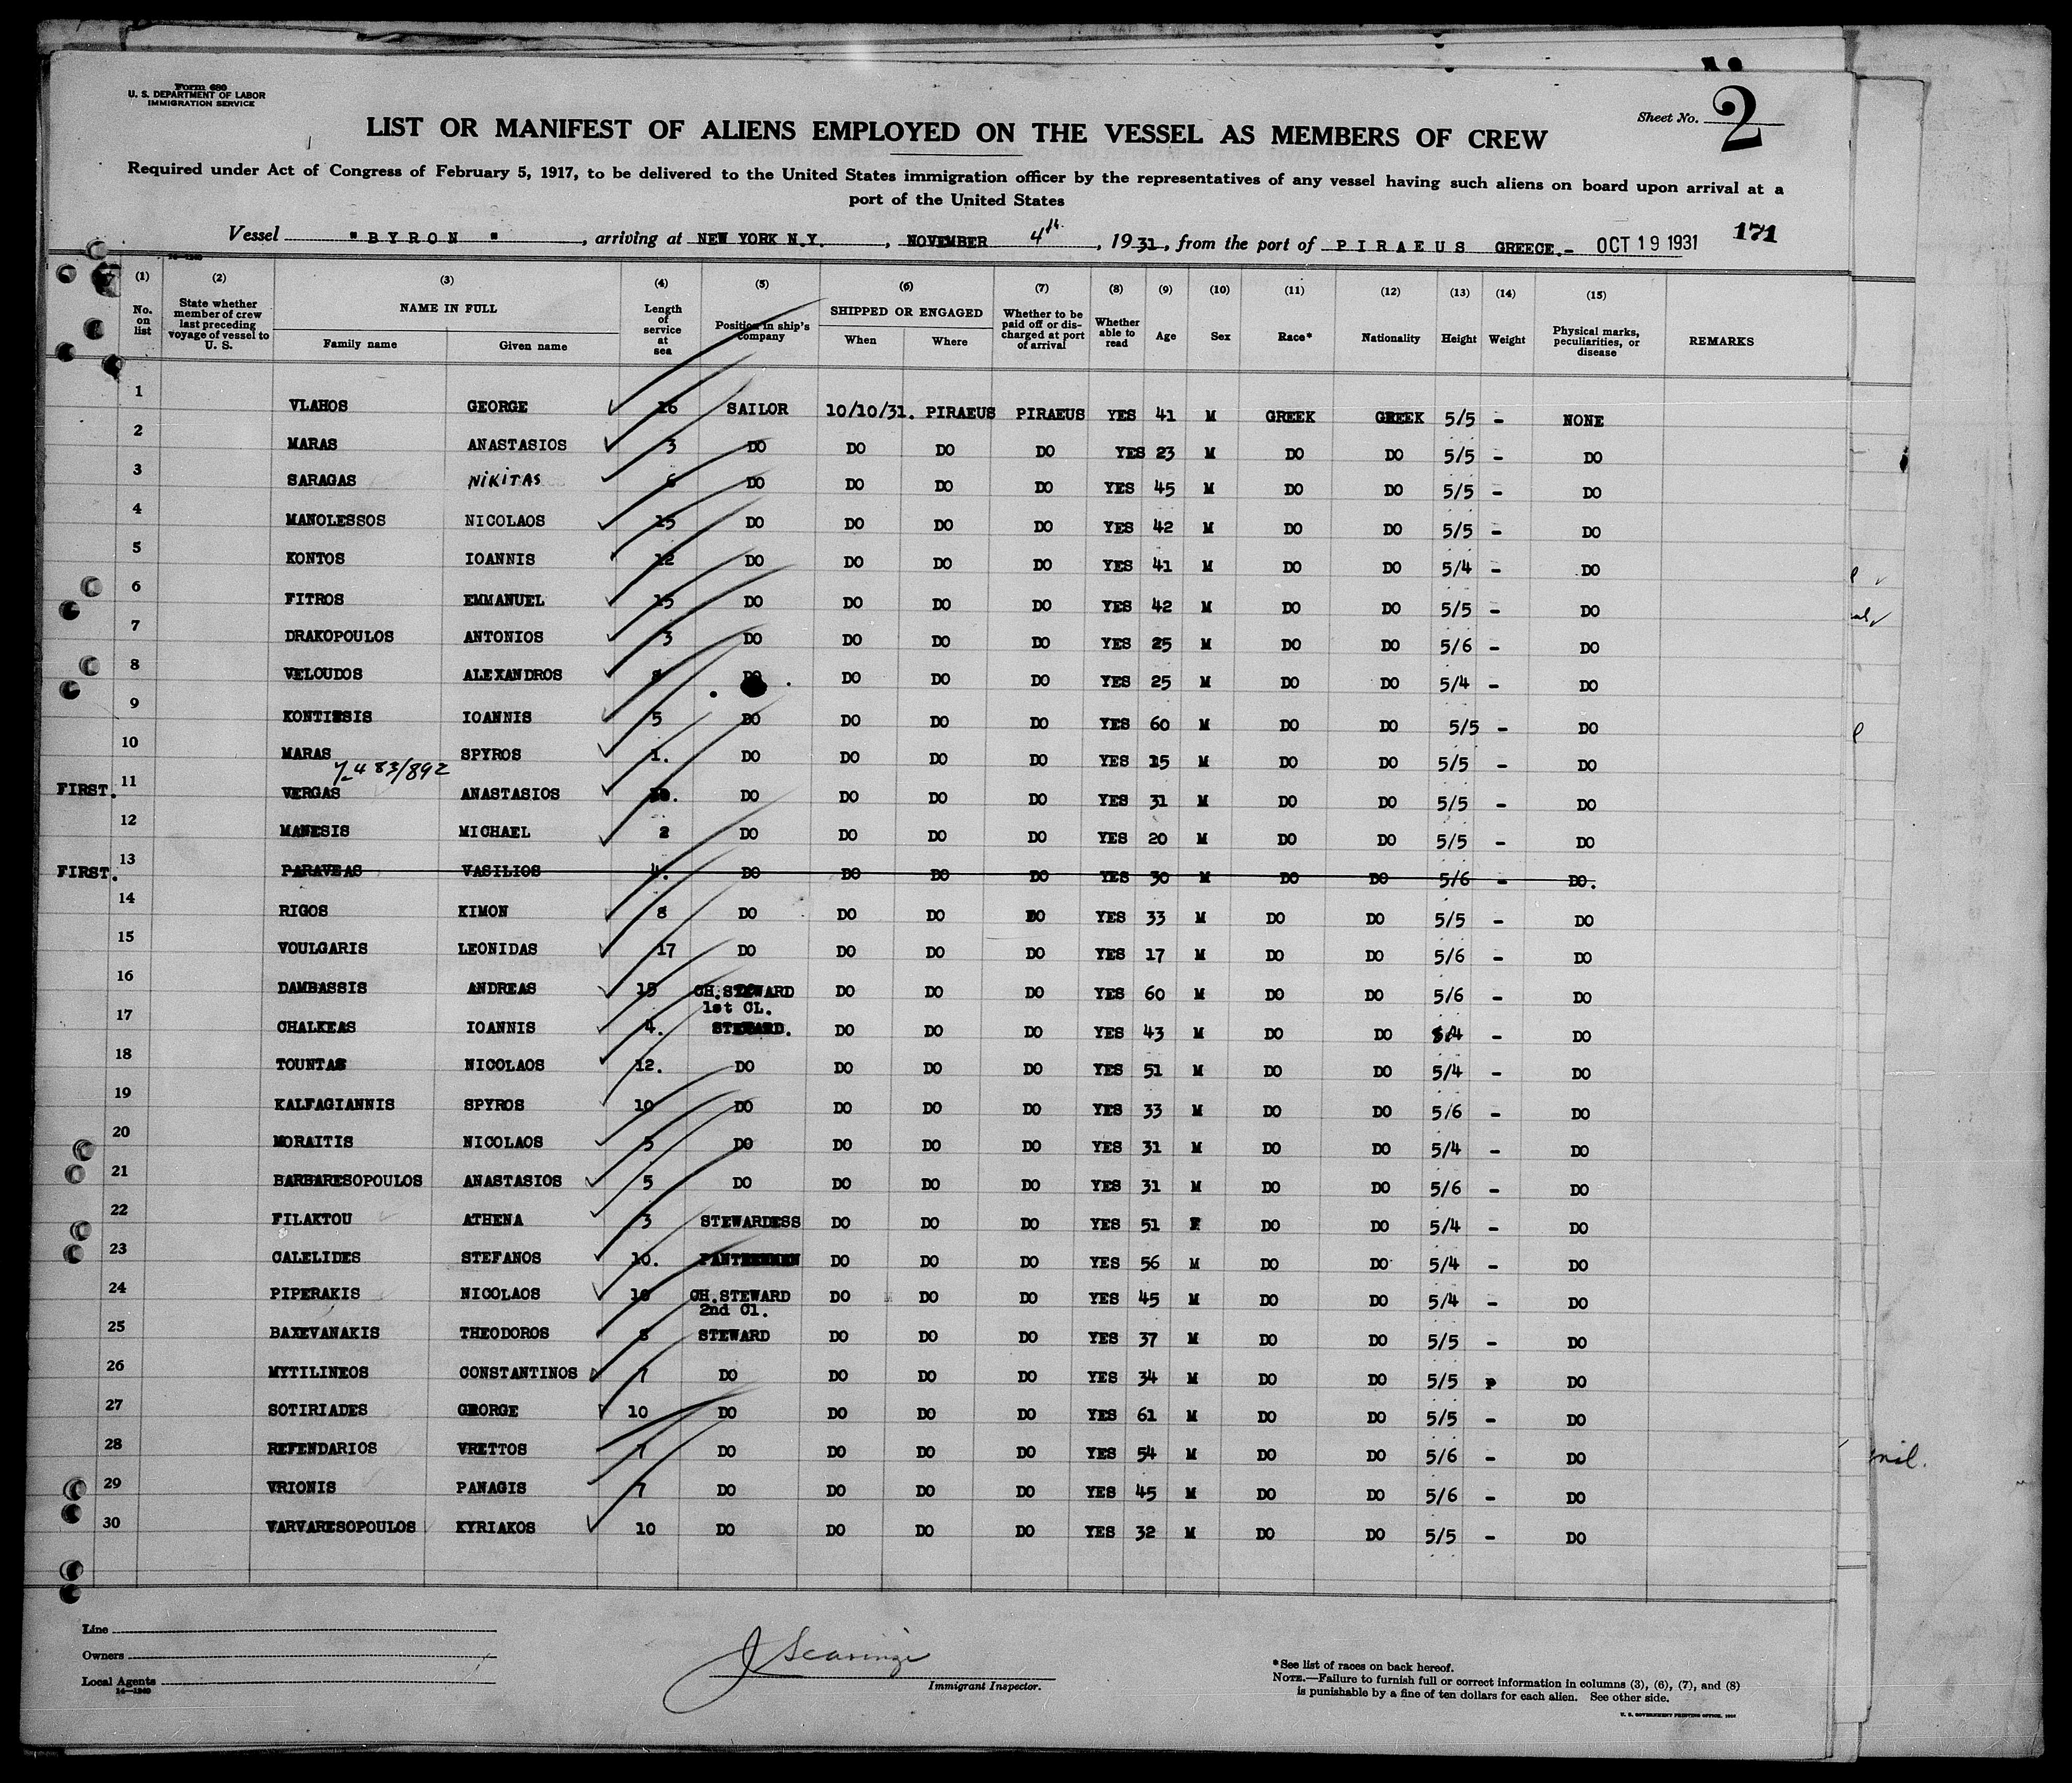 Form 680
U. S. DEPARTMENT OF LABOR
IMMIGRATION SERVICE
Sheet No. 2
LIST OR MANIFEST OF ALIENS EMPLOYED ON THE VESSEL AS MEMBERS OF CREW
Required under Act of Congress of February 5, 1917, to be delivered to the United States immigration officer by the representatives of any vessel having such aliens on board upon arrival at a
port of the United States
Vessel "BYRON", arriving at NEW YORK N.Y., NOVEMBER 4th, 1931, from the port of PIRAEUS GREECE.- OCT 19 1931 171
(1) (2) (3) (4) (5) (6) (7) (8) (9) (10) (11) (12) (13) (14) (15)
No. on list State whether member of crew last preceding voyage of vessel to U. S. NAME IN FULL Family name Given name Length of service at sea Position in ship's company SHIPPED OR ENGAGED When Where Whether to be paid off or discharged at port of arrival Whether able to read Age Sex Race* Nationality Height Weight Physical marks, peculiarities, or disease REMARKS
1 VLAHOS GEORGE 16 SAILOR 10/10/31. PIRAEUS PIRAEUS YES 41 M GREEK GREEK 5/5 - NONE
2 MARAS ANASTASIOS 3 DO DO DO DO YES 23 M DO DO 5/5 - DO
3 SARAGAS NIKITAS 6 DO DO DO DO YES 45 M DO DO 5/5 - DO
4 MANOLESSOS NICOLAOS 15 DO DO DO DO YES 42 M DO DO 5/5 - DO
5 KONTOS IOANNIS 12 DO DO DO DO YES 41 M DO DO 5/4 - DO
6 FITROS EMMANUEL 15 DO DO DO DO YES 42 M DO DO 5/5 - DO
7 DRAKOPOULOS ANTONIOS 3 DO DO DO DO YES 25 M DO DO 5/6 - DO
8 VELOUDOS ALEXANDROS DO DO DO DO YES 25 M DO DO 5/4 - DO
9 KONTISSIS IOANNIS 5 DO DO DO DO YES 60 M DO DO 5/5 - DO
10 MARAS SPYROS 1. DO DO DO DO YES 15 M DO DO 5/5 - DO
483/892
FIRST. 11 VERGAS ANASTASIOS DO DO DO DO YES 31 M DO DO 5/5 - DO
12 MANESIS MICHAEL 2 DO DO DO DO YES 20 M DO DO 5/5 - DO
FIRST. 13 PARAVEAS VASILIOS 4. DO DO DO DO YES 30 M DO DO 5/6 - DO.
14 RIGOS KIMON 8 DO DO DO DO YES 33 M DO DO 5/5 - DO
15 VOULGARIS LEONIDAS 17 DO DO DO DO YES 17 M DO DO 5/6 - DO
16 DAMBASSIS ANDREAS 15 CH.STEWARD DO DO DO YES 60 M DO DO 5/6 - DO
1st CL.
17 CHALKEAS IOANNIS 4. STEWARD. DO DO DO YES 43 M DO DO 5/4 - DO
18 TOUNTAS NICOLAOS 12. DO DO DO DO YES 51 M DO DO 5/4 - DO
19 KALFAGIANNIS SPYROS 10 DO DO DO DO YES 33 M DO DO 5/6 - DO
20 MORAITIS NICOLAOS 5 DO DO DO DO YES 31 M DO DO 5/4 - DO
21 BARBARESOPOULOS ANASTASIOS 5 DO DO DO DO YES 31 M DO DO 5/6 - DO
22 FILAKTOU ATHENA 3 STEWARDESS DO DO DO YES 51 F DO DO 5/4 - DO
23 CALELIDES STEFANOS 10. DO DO DO YES 56 M DO DO 5/4 - DO
24 PIPERAKIS NICOLAOS 10 CH.STEWARD DO DO DO YES 45 M DO DO 5/4 - DO
2nd Cl.
25 BAXEVANAKIS THEODOROS 8 STEWARD DO DO DO YES 37 M DO DO 5/5 - DO
26 MYTILINEOS CONSTANTINOS 7 DO DO DO DO YES 34 M DO DO 5/5 DO
27 SOTIRIADES GEORGE 10 DO DO DO DO YES 61 M DO DO 5/5 - DO
28 REFENDARIOS VRETTOS 7 DO DO DO DO YES 54 M DO DO 5/6 - DO
29 VRIONIS PANAGIS 7 DO DO DO DO YES 45 M DO DO 5/6 - DO
30 VARVARESOPOULOS KYRIAKOS 10 DO DO DO DO YES 32 M DO DO 5/5 - DO
nil.
Line
Owners
Local Agents
14—1240
J Scaringi
Immigrant Inspector.
*See list of races on back hereof.
NOTE.—Failure to furnish full or correct information in columns (3), (6), (7), and (8)
is punishable by a fine of ten dollars for each alien. See other side.
U. S. GOVERNMENT PRINTING OFFICE